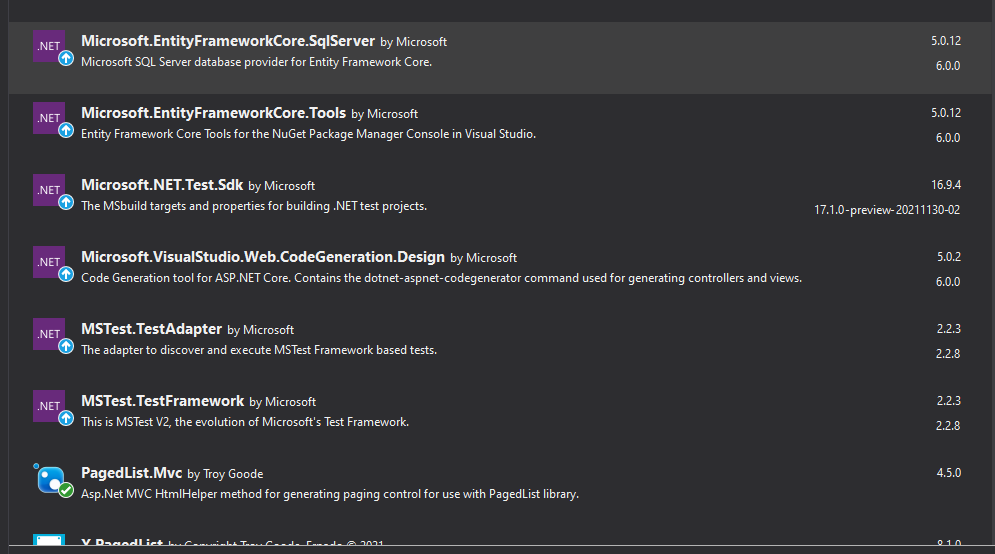 .NET
Microsoft.EntityFrameworkCore.SqlServer by Microsoft 5.0.12
Microsoft SQL Server database provider for Entity Framework Core. 6.0.0
.NET
Microsoft.EntityFrameworkCore.Tools by Microsoft 5.0.12
Entity Framework Core Tools for the NuGet Package Manager Console in Visual Studio. 6.0.0
.NET
Microsoft.NET.Test.Sdk by Microsoft 16.9.4
The MSbuild targets and properties for building .NET test projects. 17.1.0-preview-20211130-02
.NET
Microsoft.VisualStudio.Web.CodeGeneration.Design by Microsoft 5.0.2
Code Generation tool for ASP.NET Core. Contains the dotnet-aspnet-codegenerator command used for generating controllers and views. 6.0.0
.NET
MSTest.TestAdapter by Microsoft 2.2.3
The adapter to discover and execute MSTest Framework based tests. 2.2.8
.NET
MSTest.TestFramework by Microsoft 2.2.3
This is MSTest V2, the evolution of Microsoft's Test Framework. 2.2.8
PagedList.Mvc by Troy Goode 4.5.0
Asp.Net MVC HtmlHelper method for generating paging control for use with PagedList library.
X.PagedList by Copyright Troy Goode, Ernado © 2021 8.1.0